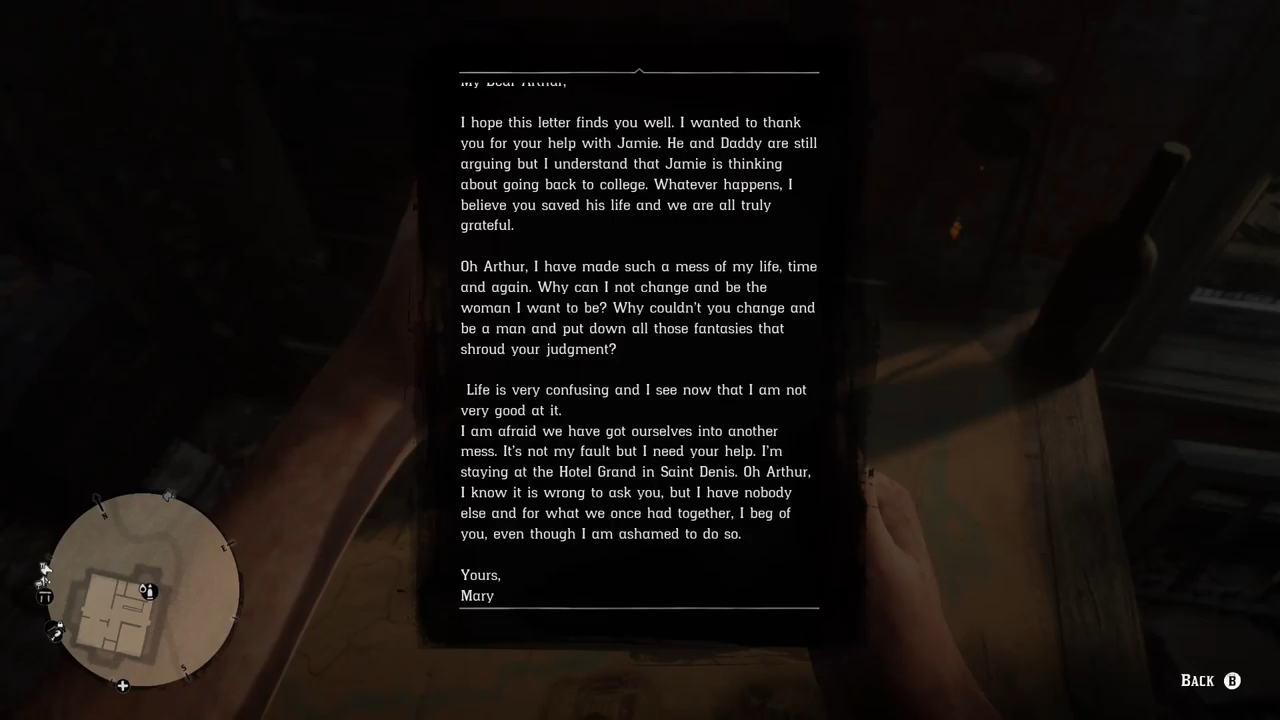 My Dear Arthur,
I hope this letter finds you well. I wanted to thank
you for your help with Jamie. He and Daddy are still
arguing but I understand that Jamie is thinking
about going back to college. Whatever happens, I
believe you saved his life and we are all truly
grateful.
Oh Arthur, I have made such a mess of my life, time
and again. Why can I not change and be the
woman I want to be? Why couldn't you change and
be a man and put down all those fantasies that
shroud your judgment?
Life is very confusing and I see now that I am not
very good at it.
I am afraid we have got ourselves into another
mess. It's not my fault but I need your help. I'm
staying at the Hotel Grand in Saint Denis. Oh Arthur,
I know it is wrong to ask you, but I have nobody
else and for what we once had together, I beg of
you, even though I am ashamed to do so.
Yours,
Mary
N
E
S
BACK B